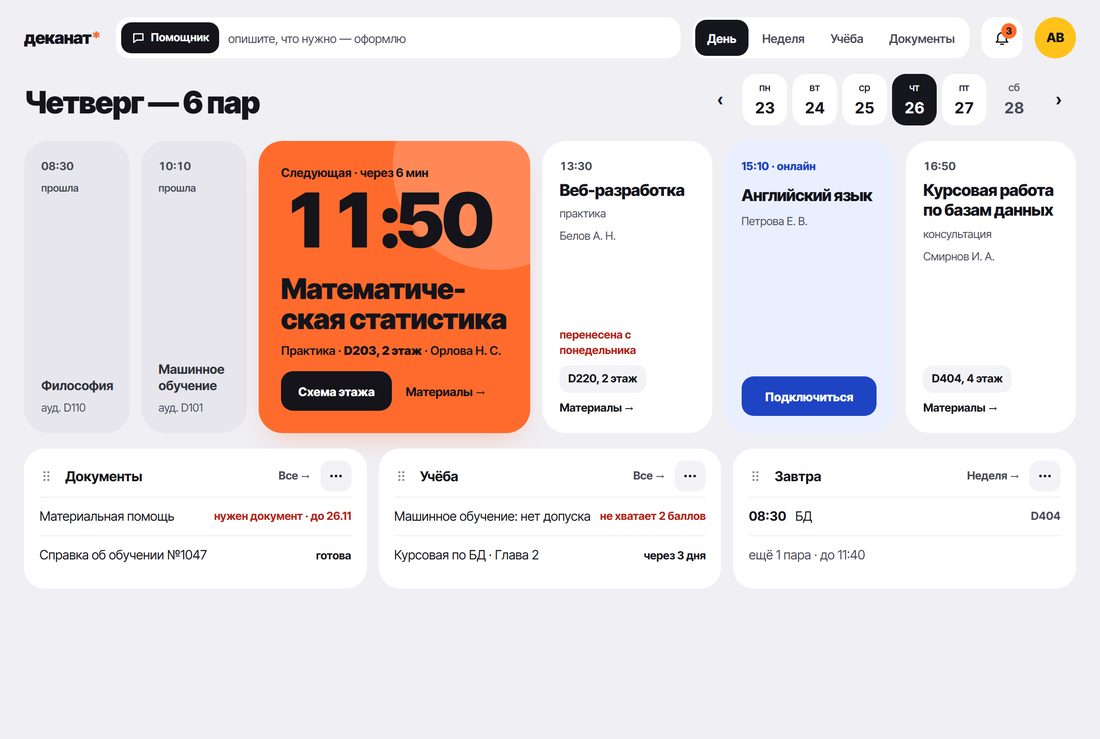 деканат*
Помощник
опишите, что нужно — оформлю
День
Неделя
Учёба
Документы
3
АВ
Четверг — 6 пар
‹
пн
23
вт
24
ср
25
чт
26
пт
27
сб
28
›
08:30
прошла
Философия
ауд. D110
10:10
прошла
Машинное
обучение
ауд. D101
Следующая · через 6 мин
11:50
Математиче-
ская статистика
Практика · D203, 2 этаж · Орлова Н. С.
Схема этажа
Материалы →
13:30
Веб-разработка
практика
Белов А. Н.
перенесена с
понедельника
D220, 2 этаж
Материалы →
15:10 · онлайн
Английский язык
Петрова Е. В.
Подключиться
16:50
Курсовая работа
по базам данных
консультация
Смирнов И. А.
D404, 4 этаж
Материалы →
Документы
Все →
Материальная помощь
нужен документ · до 26.11
Справка об обучении №1047
готова
Учёба
Все →
Машинное обучение: нет допуска
не хватает 2 баллов
Курсовая по БД · Глава 2
через 3 дня
Завтра
Неделя →
08:30 БД
D404
ещё 1 пара · до 11:40